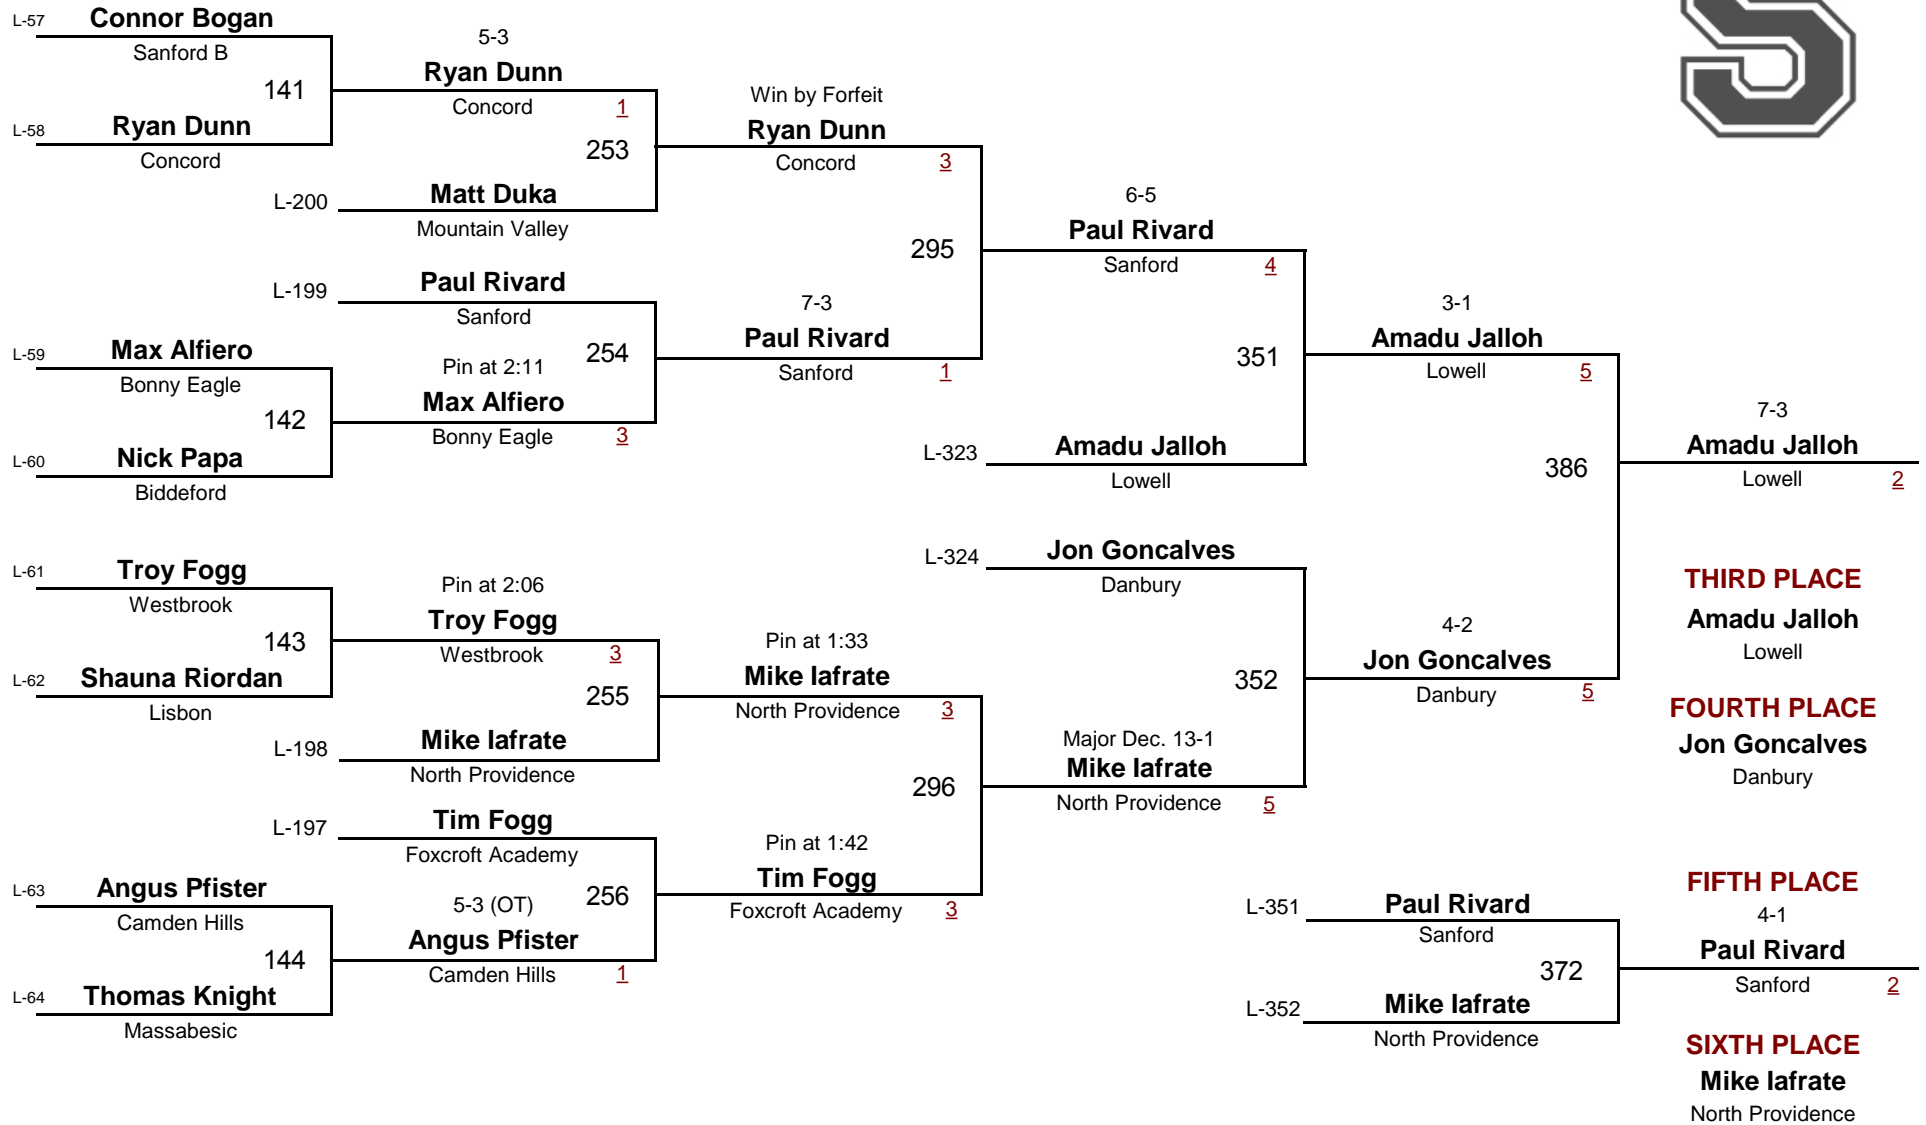 L-57
Connor Bogan
Sanford B
141
L-58
Ryan Dunn
Concord
5-3
Ryan Dunn
Concord
1
253
L-200
Matt Duka
Mountain Valley
Win by Forfeit
Ryan Dunn
Concord
3
295
L-199
Paul Rivard
Sanford
254
L-59
Max Alfiero
Bonny Eagle
142
L-60
Nick Papa
Biddeford
Pin at 2:11
Max Alfiero
Bonny Eagle
3
7-3
Paul Rivard
Sanford
1
6-5
Paul Rivard
Sanford
4
351
L-323
Amadu Jalloh
Lowell
3-1
Amadu Jalloh
Lowell
5
386
7-3
Amadu Jalloh
Lowell
2
L-61
Troy Fogg
Westbrook
143
L-62
Shauna Riordan
Lisbon
Pin at 2:06
Troy Fogg
Westbrook
3
255
L-198
Mike Iafrate
North Providence
Pin at 1:33
Mike Iafrate
North Providence
3
296
L-197
Tim Fogg
Foxcroft Academy
256
L-63
Angus Pfister
Camden Hills
144
L-64
Thomas Knight
Massabesic
5-3 (OT)
Angus Pfister
Camden Hills
1
Pin at 1:42
Tim Fogg
Foxcroft Academy
3
L-324
Jon Goncalves
Danbury
352
Major Dec. 13-1
Mike Iafrate
North Providence
5
4-2
Jon Goncalves
Danbury
5
THIRD PLACE
Amadu Jalloh
Lowell
FOURTH PLACE
Jon Goncalves
Danbury
L-351
Paul Rivard
Sanford
372
L-352
Mike Iafrate
North Providence
FIFTH PLACE
4-1
Paul Rivard
Sanford
2
SIXTH PLACE
Mike Iafrate
North Providence
S